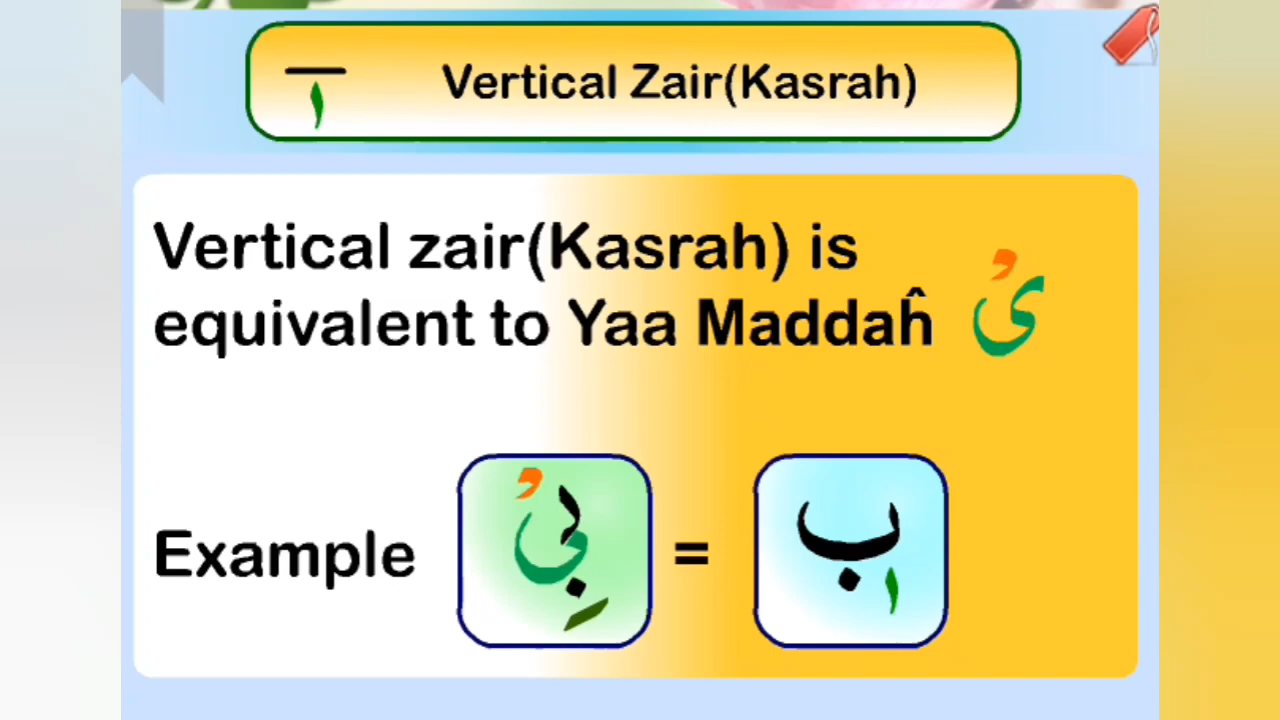 ـٖ Vertical Zair(Kasrah)
Vertical zair(Kasrah) is
equivalent to Yaa Maddaĥ یْ
Example بِیْ = بٖ